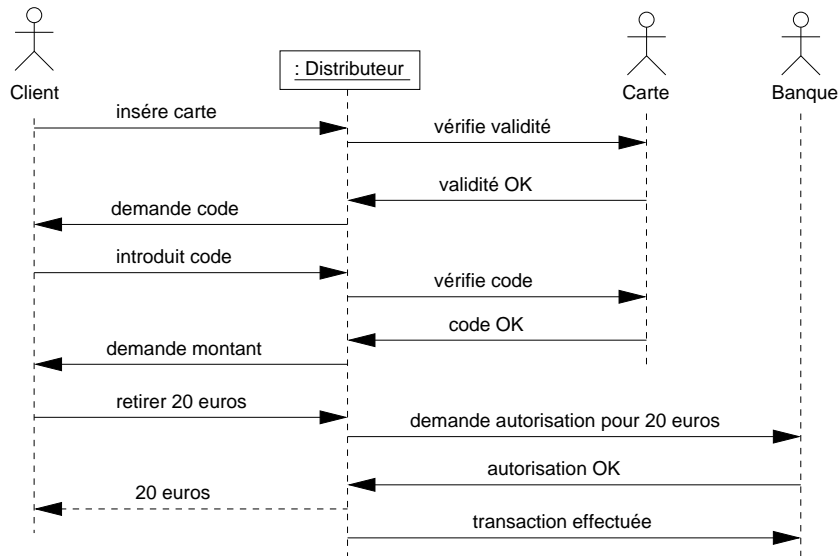 : Distributeur
Client
Carte
Banque
insére carte
vérifie validité
validité OK
demande code
introduit code
vérifie code
code OK
demande montant
retirer 20 euros
demande autorisation pour 20 euros
autorisation OK
20 euros
transaction effectuée